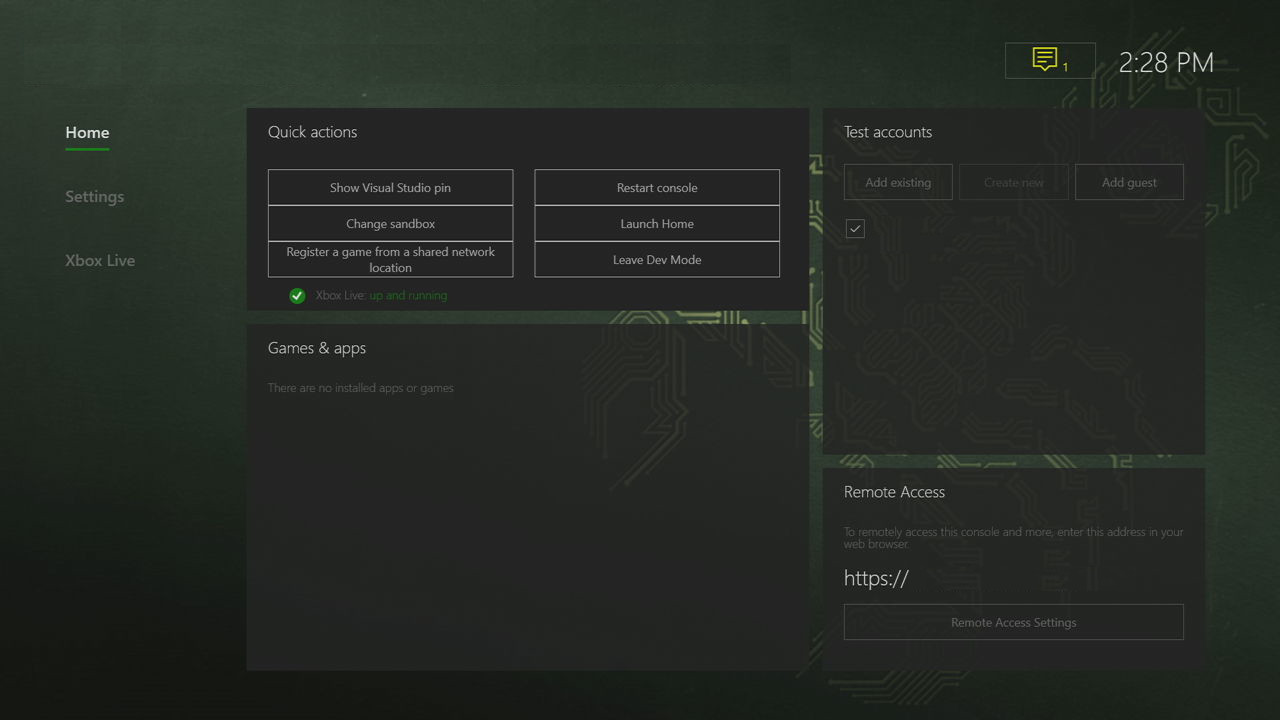 1
2:28 PM
Home
Settings
Xbox Live
Quick actions
Show Visual Studio pin
Restart console
Change sandbox
Launch Home
Register a game from a shared network
location
Leave Dev Mode
Xbox Live: up and running
Games & apps
There are no installed apps or games
Test accounts
Add existing
Create new
Add guest
Remote Access
To remotely access this console and more, enter this address in your
web browser.
https://
Remote Access Settings